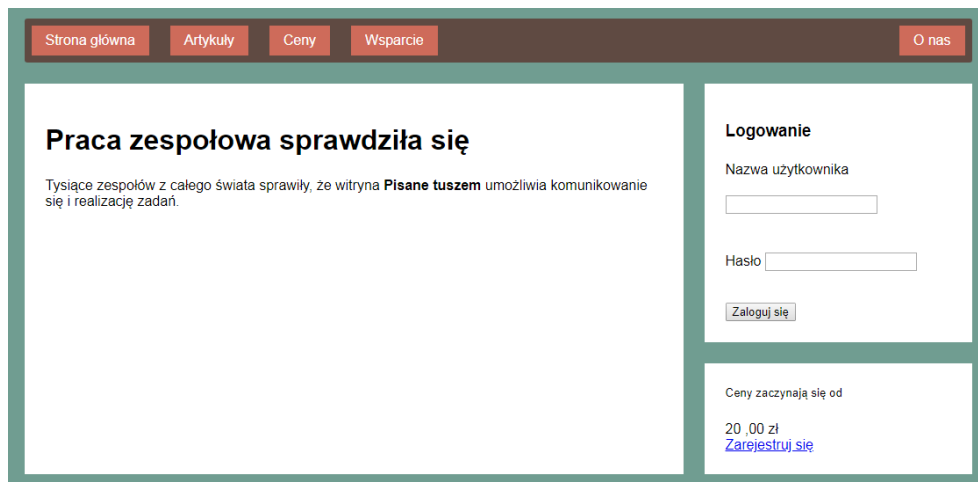 Strona główna Artykuły Ceny Wsparcie O nas
Praca zespołowa sprawdziła się
Tysiące zespołów z całego świata sprawiły, że witryna Pisane tuszem umożliwia komunikowanie
się i realizację zadań.
Logowanie
Nazwa użytkownika
Hasło
Zaloguj się
Ceny zaczynają się od
20 ,00 zł
Zarejestruj się